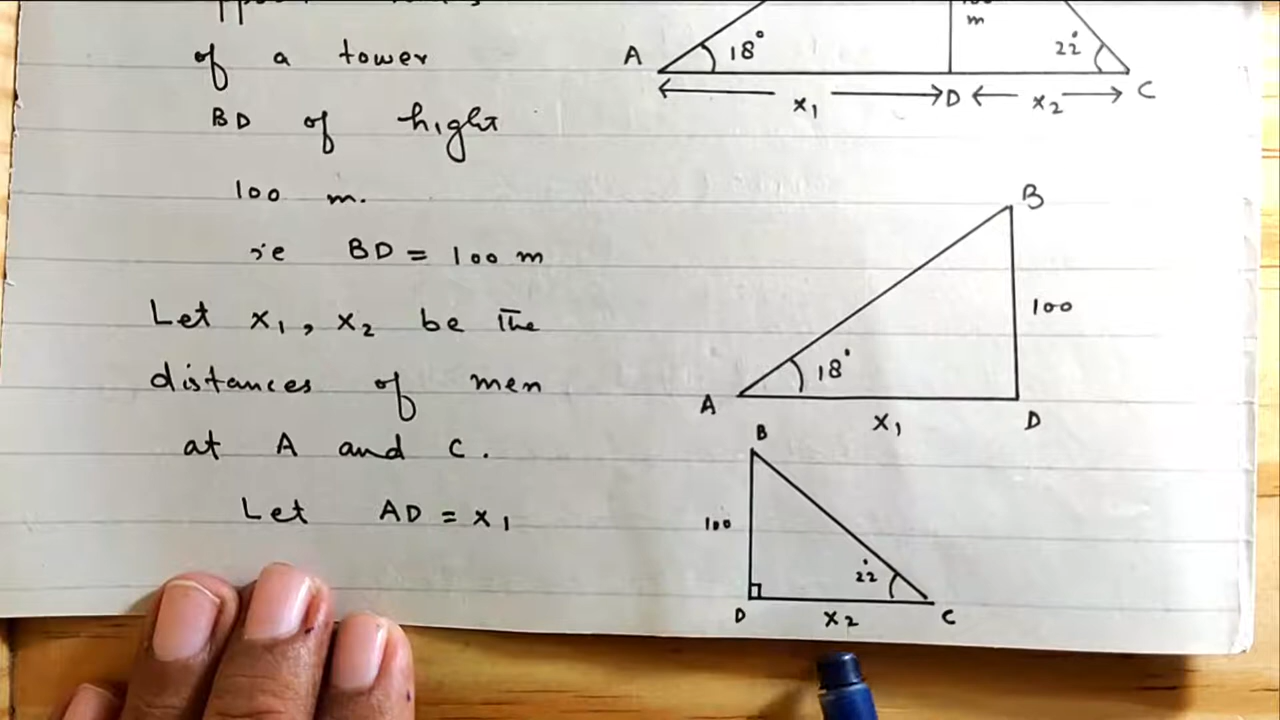 of a tower
BD of hight
100 m.
ie BD = 100 m
Let x₁, x₂ be the
distances of men
at A and C.
Let AD = x₁
m
A 18° 22° C
x₁ D x₂
B
100
18°
A x₁ D
B
100
22°
D x₂ C